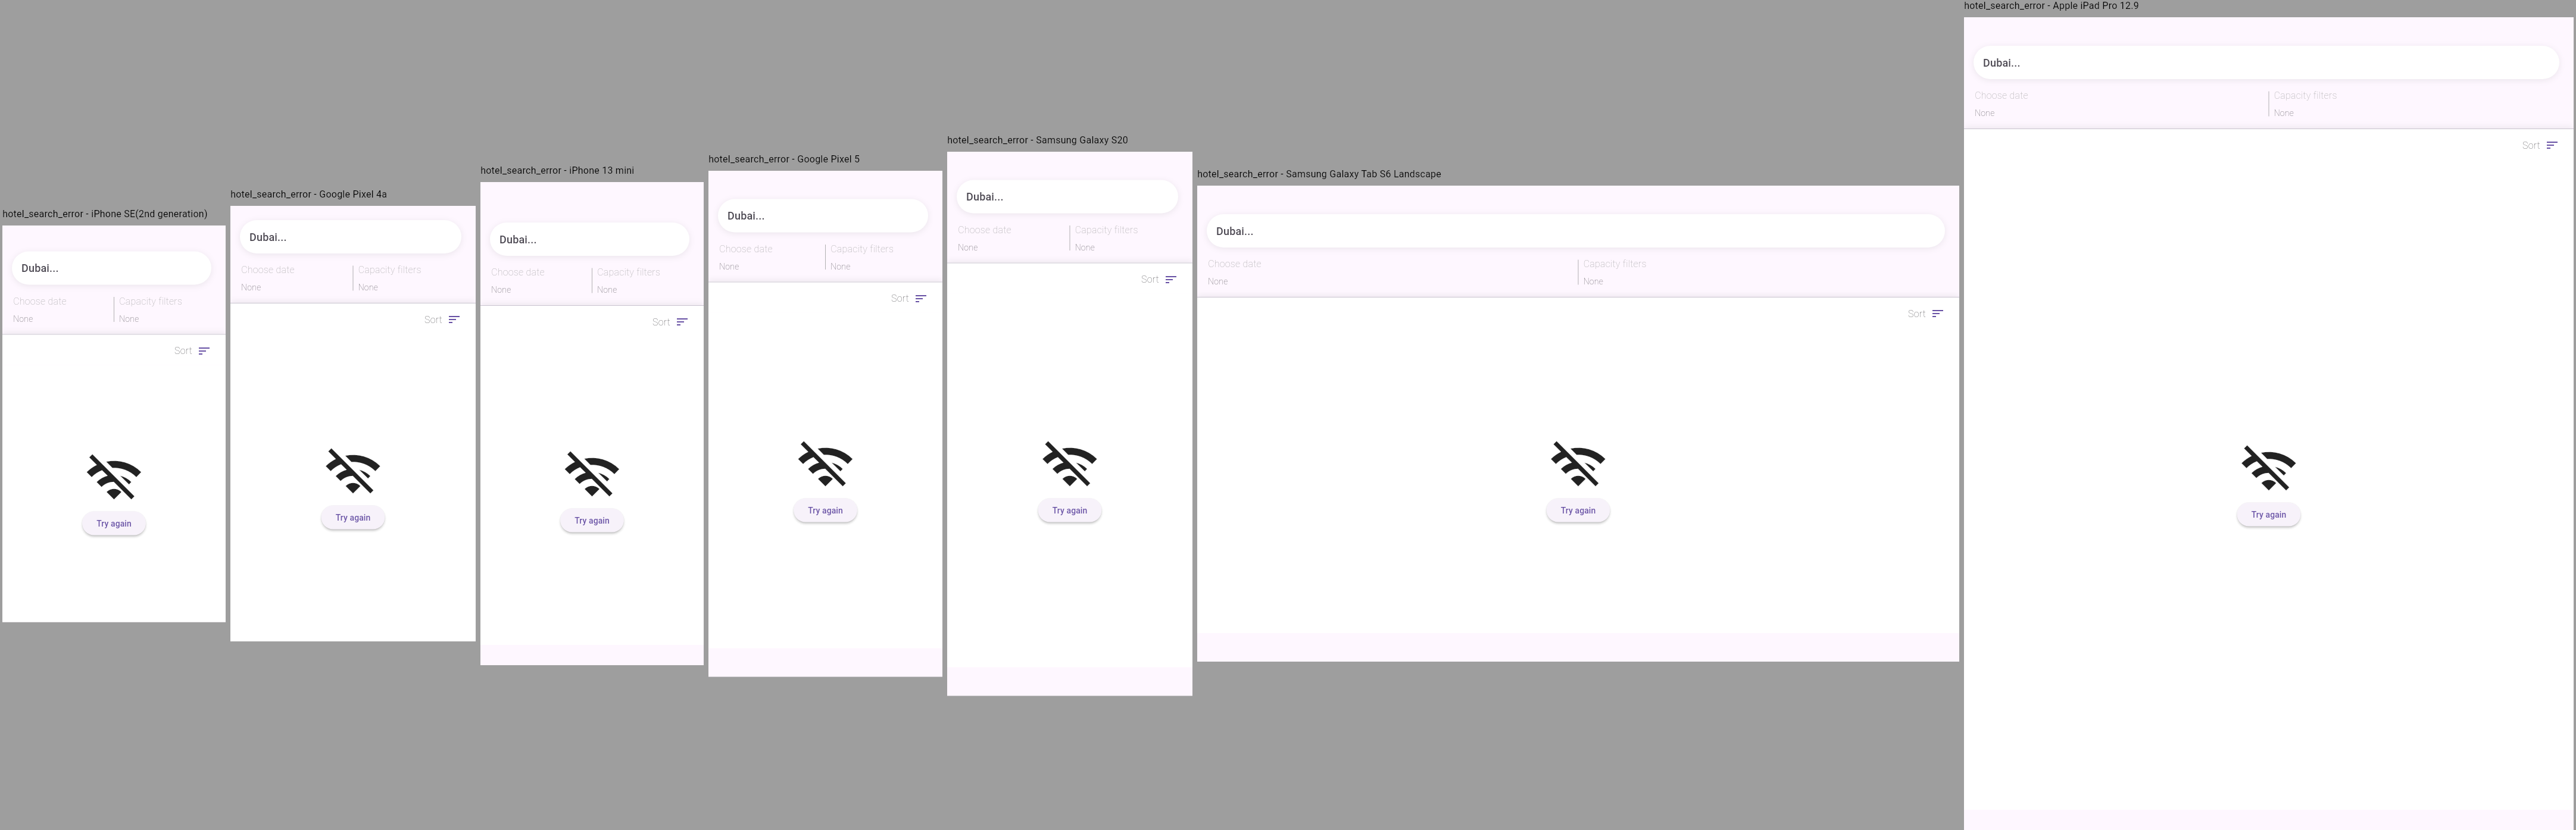 hotel_search_error - iPhone SE(2nd generation)
Dubai...
Choose date
Capacity filters
None
None
Sort
Try again
hotel_search_error - Google Pixel 4a
Dubai...
Choose date
Capacity filters
None
None
Sort
Try again
hotel_search_error - iPhone 13 mini
Dubai...
Choose date
Capacity filters
None
None
Sort
Try again
hotel_search_error - Google Pixel 5
Dubai...
Choose date
Capacity filters
None
None
Sort
Try again
hotel_search_error - Samsung Galaxy S20
Dubai...
Choose date
Capacity filters
None
None
Sort
Try again
hotel_search_error - Samsung Galaxy Tab S6 Landscape
Dubai...
Choose date
Capacity filters
None
None
Sort
Try again
hotel_search_error - Apple iPad Pro 12.9
Dubai...
Choose date
Capacity filters
None
None
Sort
Try again